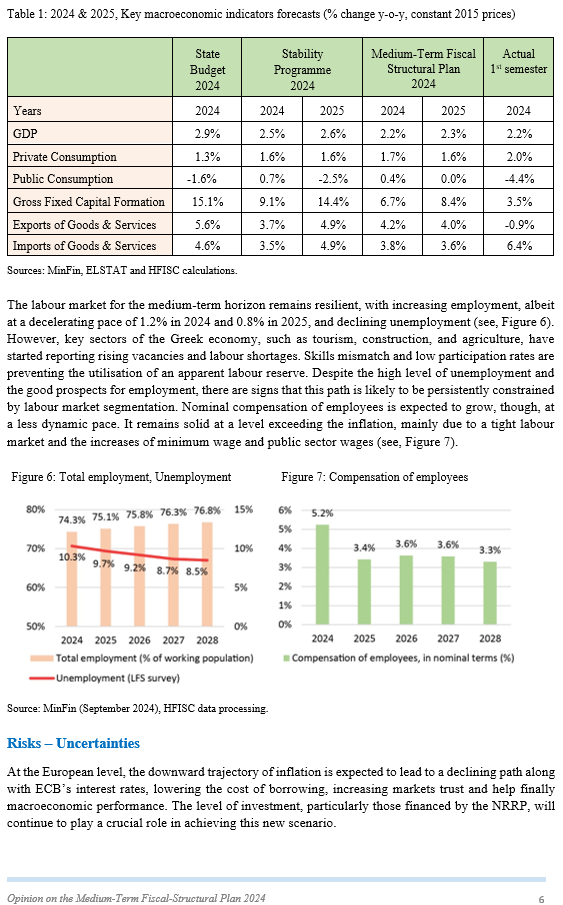 Table 1: 2024 & 2025, Key macroeconomic indicators forecasts (% change y-o-y, constant 2015 prices)
State Budget 2024 Stability Programme 2024 Medium-Term Fiscal Structural Plan 2024 Actual 1st semester
Years 2024 2024 2025 2024 2025 2024
GDP 2.9% 2.5% 2.6% 2.2% 2.3% 2.2%
Private Consumption 1.3% 1.6% 1.6% 1.7% 1.6% 2.0%
Public Consumption -1.6% 0.7% -2.5% 0.4% 0.0% -4.4%
Gross Fixed Capital Formation 15.1% 9.1% 14.4% 6.7% 8.4% 3.5%
Exports of Goods & Services 5.6% 3.7% 4.9% 4.2% 4.0% -0.9%
Imports of Goods & Services 4.6% 3.5% 4.9% 3.8% 3.6% 6.4%
Sources: MinFin, ELSTAT and HFISC calculations.
The labour market for the medium-term horizon remains resilient, with increasing employment, albeit
at a decelerating pace of 1.2% in 2024 and 0.8% in 2025, and declining unemployment (see, Figure 6).
However, key sectors of the Greek economy, such as tourism, construction, and agriculture, have
started reporting rising vacancies and labour shortages. Skills mismatch and low participation rates are
preventing the utilisation of an apparent labour reserve. Despite the high level of unemployment and
the good prospects for employment, there are signs that this path is likely to be persistently constrained
by labour market segmentation. Nominal compensation of employees is expected to grow, though, at
a less dynamic pace. It remains solid at a level exceeding the inflation, mainly due to a tight labour
market and the increases of minimum wage and public sector wages (see, Figure 7).
Figure 6: Total employment, Unemployment
80% 70% 60% 50%
74.3% 75.1% 75.8% 76.3% 76.8%
10.3% 9.7% 9.2% 8.7% 8.5%
15% 10% 5% 0%
2024 2025 2026 2027 2028
Total employment (% of working population)
Unemployment (LFS survey)
Figure 7: Compensation of employees
6% 5% 4% 3% 2% 1% 0%
5.2% 3.4% 3.6% 3.6% 3.3%
2024 2025 2026 2027 2028
Compensation of employees, in nominal terms (%)
Source: MinFin (September 2024), HFISC data processing.
Risks – Uncertainties
At the European level, the downward trajectory of inflation is expected to lead to a declining path along
with ECB's interest rates, lowering the cost of borrowing, increasing markets trust and help finally
macroeconomic performance. The level of investment, particularly those financed by the NRRP, will
continue to play a crucial role in achieving this new scenario.
Opinion on the Medium-Term Fiscal-Structural Plan 2024 6